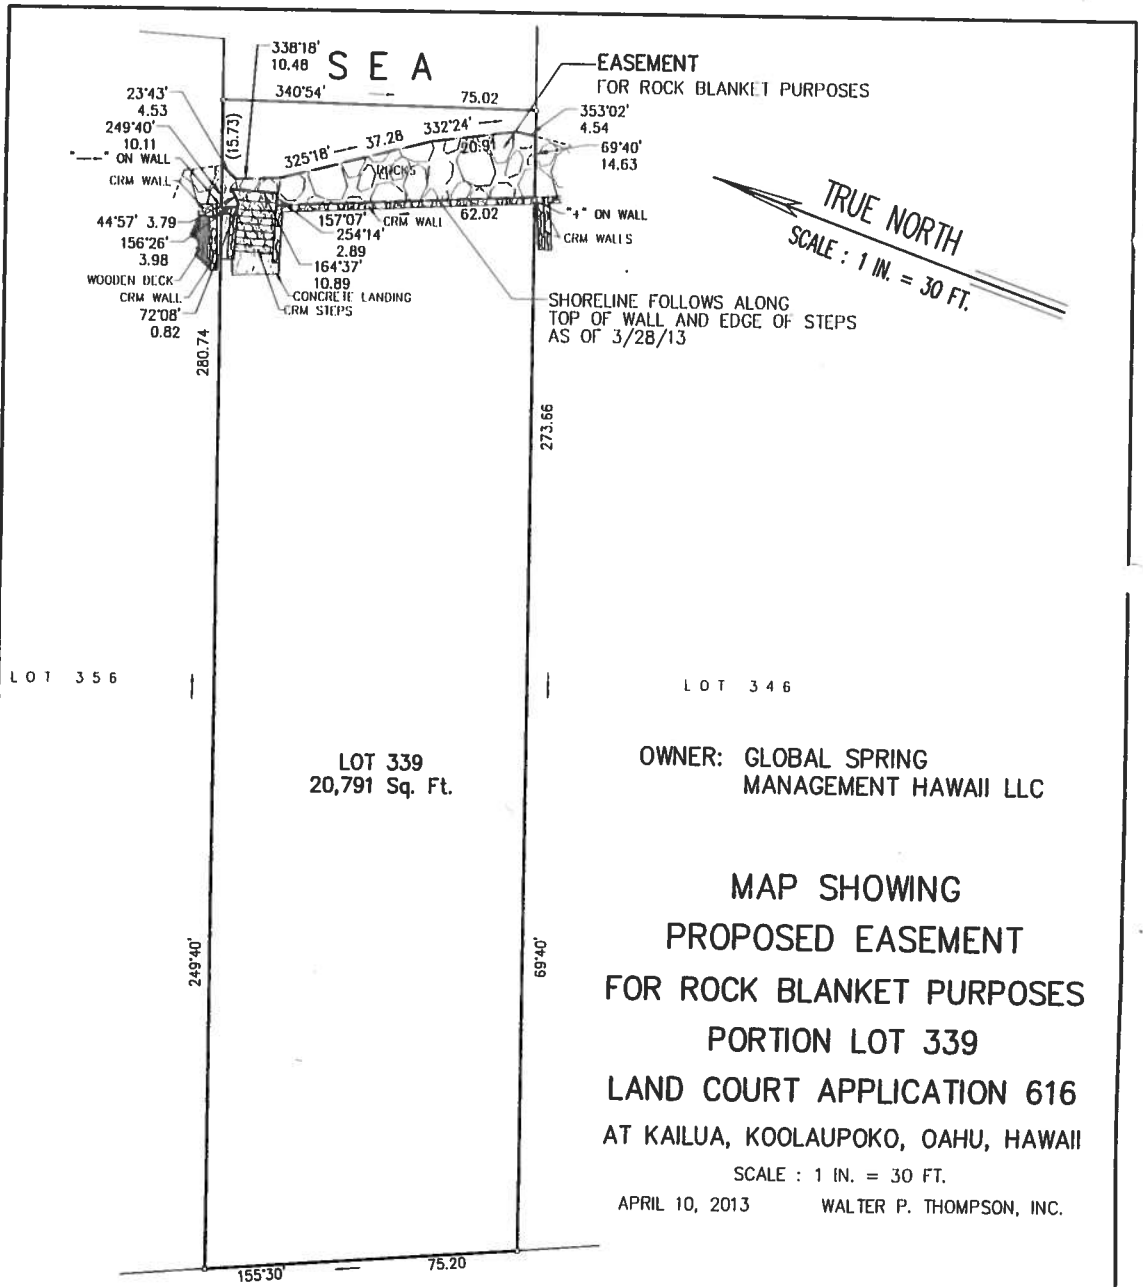 SEA
338°18'
10.48
340°54'
75.02
EASEMENT
FOR ROCK BLANKET PURPOSES
23°43'
4.53
249°40'
10.11
"—" ON WALL
CRM WALL
(15.73)
325°18'
37.28
332°24'
20.91
ROCKS
353°02'
4.54
69°40'
14.63
44°57' 3.79
156°26'
3.98
WOODEN DECK
CRM WALL
72°08'
0.82
157°07'
CRM WALL
62.02
254°14'
2.89
164°37'
10.89
CONCRETE LANDING
CRM STEPS
"+" ON WALL
CRM WALLS
TRUE NORTH
SCALE : 1 IN. = 30 FT.
SHORELINE FOLLOWS ALONG
TOP OF WALL AND EDGE OF STEPS
AS OF 3/28/13
280.74
273.66
LOT 356
LOT 346
LOT 339
20,791 Sq. Ft.
OWNER: GLOBAL SPRING
MANAGEMENT HAWAII LLC
249°40'
69°40'
MAP SHOWING
PROPOSED EASEMENT
FOR ROCK BLANKET PURPOSES
PORTION LOT 339
LAND COURT APPLICATION 616
AT KAILUA, KOOLAUPOKO, OAHU, HAWAII
SCALE : 1 IN. = 30 FT.
APRIL 10, 2013 WALTER P. THOMPSON, INC.
155°30'
75.20